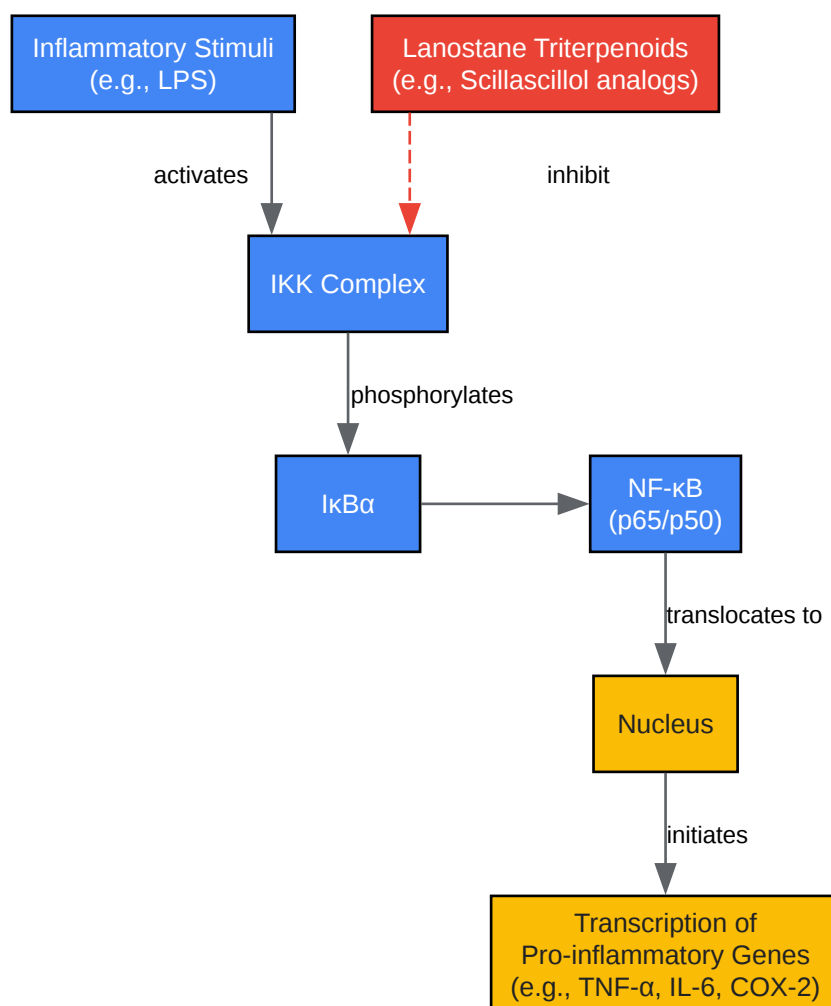 Inflammatory Stimuli
(e.g., LPS)
Lanostane Triterpenoids
(e.g., Scillascillol analogs)
activates
inhibit
IKK Complex
phosphorylates
IκBα
NF-κB
(p65/p50)
translocates to
Nucleus
initiates
Transcription of
Pro-inflammatory Genes
(e.g., TNF-α, IL-6, COX-2)